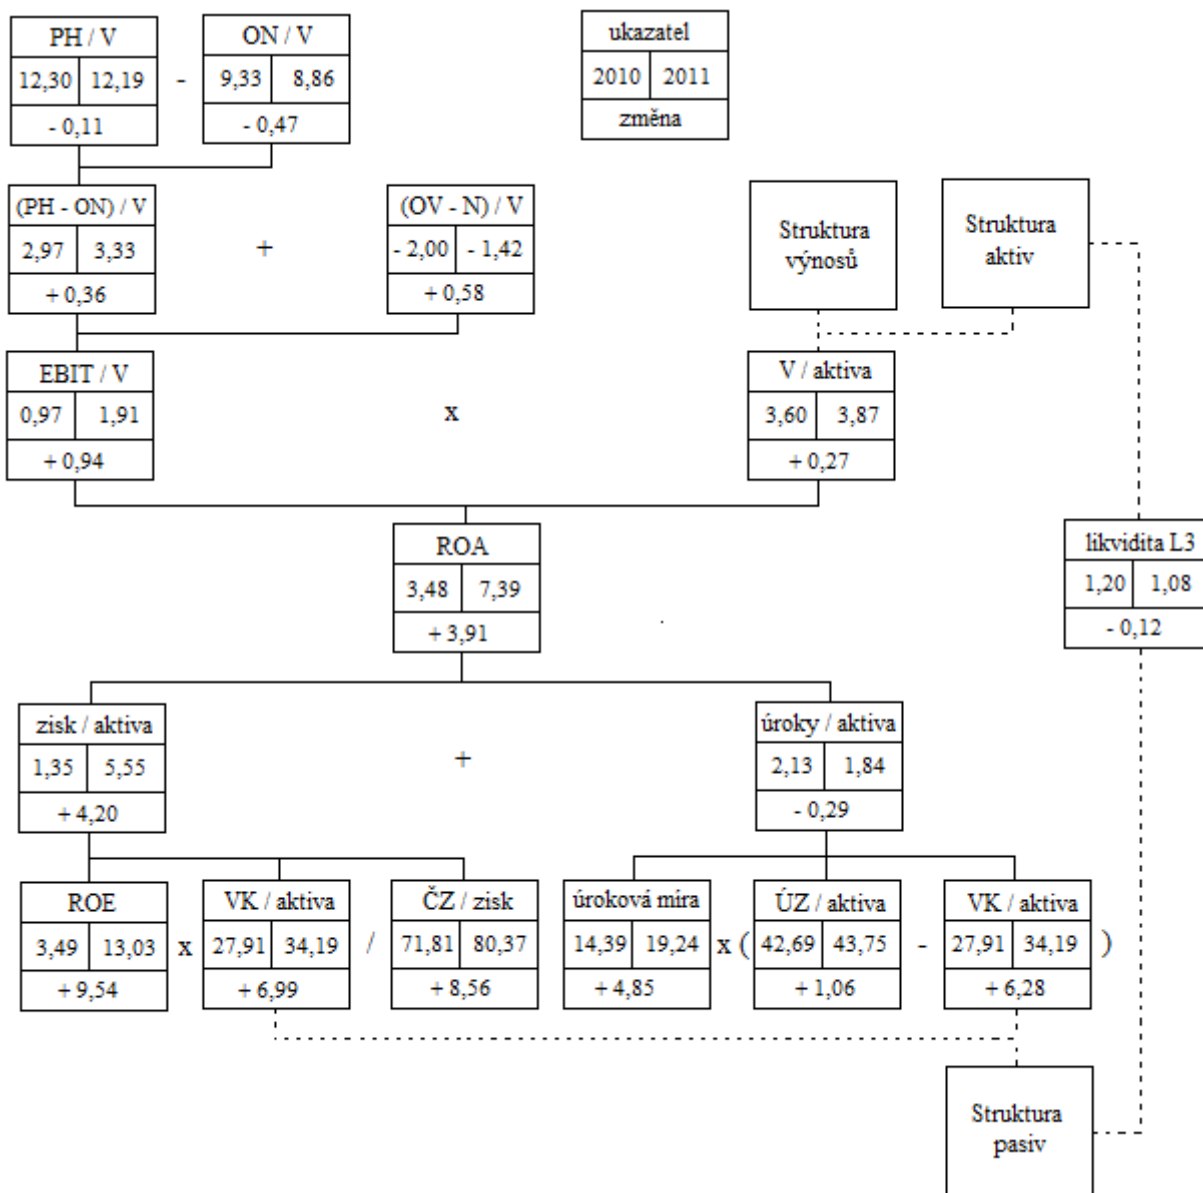 PH / V
12,30 12,19
- 0,11
-
ON / V
9,33 8,86
- 0,47
ukazatel
2010 2011
změna
(PH - ON) / V
2,97 3,33
+ 0,36
+
(OV - N) / V
- 2,00 - 1,42
+ 0,58
Struktura
výnosů
Struktura
aktiv
EBIT / V
0,97 1,91
+ 0,94
x
V / aktiva
3,60 3,87
+ 0,27
ROA
3,48 7,39
+ 3,91
likvidita L3
1,20 1,08
- 0,12
zisk / aktiva
1,35 5,55
+ 4,20
+
úroky / aktiva
2,13 1,84
- 0,29
ROE
3,49 13,03
+ 9,54
x
VK / aktiva
27,91 34,19
+ 6,99
/
ČZ / zisk
71,81 80,37
+ 8,56
úroková míra
14,39 19,24
+ 4,85
x (
ÚZ / aktiva
42,69 43,75
+ 1,06
-
VK / aktiva
27,91 34,19
+ 6,28
)
Struktura
pasiv